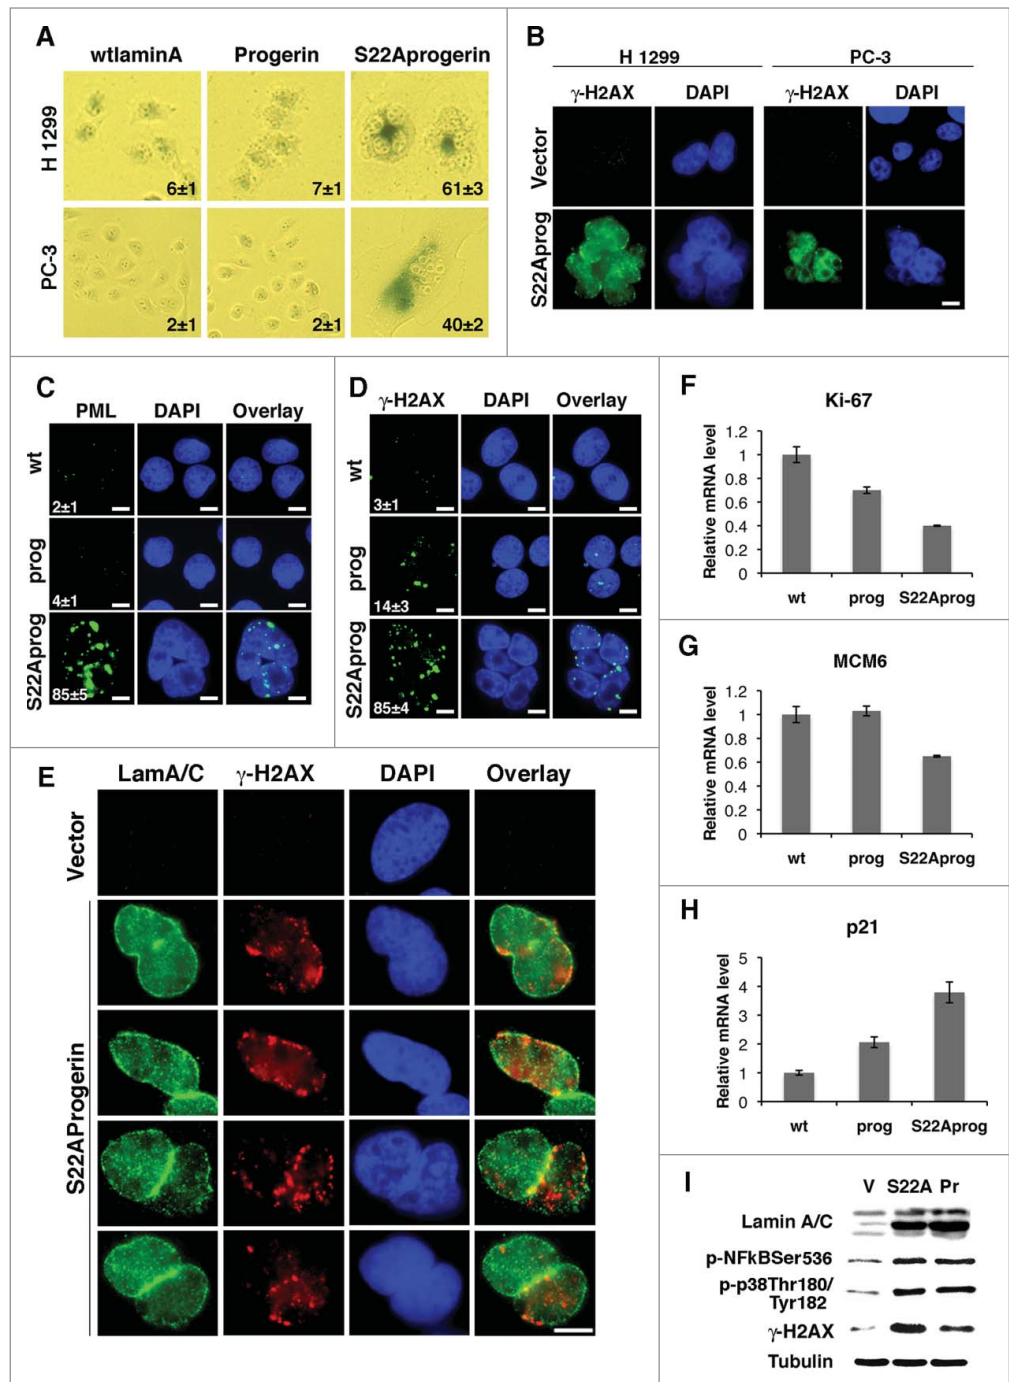 A
wtlaminA Progerin S22Aprogerin
H 1299
6±1 7±1 61±3
PC-3
2±1 2±1 40±2
B
H 1299 PC-3
γ-H2AX DAPI γ-H2AX DAPI
Vector
S22Aprog
C
PML DAPI Overlay
wt
2±1
prog
4±1
S22Aprog
85±5
D
γ-H2AX DAPI Overlay
wt
3±1
prog
14±3
S22Aprog
85±4
E
LamA/C γ-H2AX DAPI Overlay
Vector
S22AProgerin
F
Ki-67
Relative mRNA level
1.2
1
0.8
0.6
0.4
0.2
0
wt prog S22Aprog
G
MCM6
Relative mRNA level
1.2
1
0.8
0.6
0.4
0.2
0
wt prog S22Aprog
H
p21
Relative mRNA level
5
4
3
2
1
0
wt prog S22Aprog
I
V S22A Pr
Lamin A/C
p-NFkBSer536
p-p38Thr180/
Tyr182
γ-H2AX
Tubulin